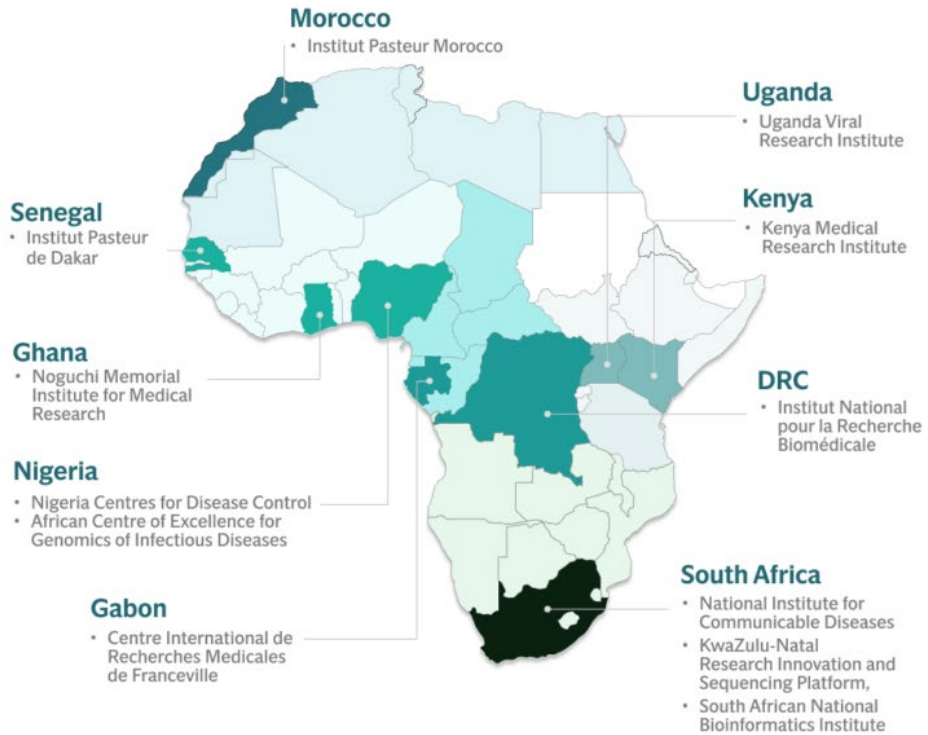 Morocco
• Institut Pasteur Morocco
Uganda
• Uganda Viral
Research Institute
Senegal
• Institut Pasteur
de Dakar
Kenya
• Kenya Medical
Research Institute
Ghana
• Noguchi Memorial
Institute for Medical
Research
DRC
• Institut National
pour la Recherche
Biomédicale
Nigeria
• Nigeria Centres for Disease Control
• African Centre of Excellence for
Genomics of Infectious Diseases
South Africa
• National Institute for
Communicable Diseases
• KwaZulu-Natal
Research Innovation and
Sequencing Platform,
• South African National
Bioinformatics Institute
Gabon
• Centre International de
Recherches Medicales
de Franceville